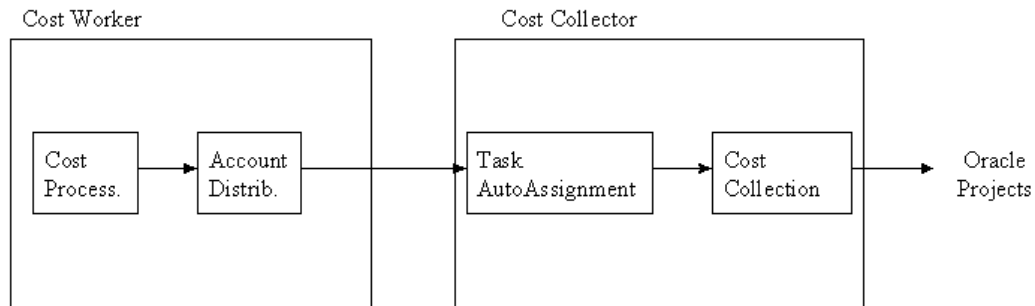 Cost Worker
Cost Collector
Cost
Process.
Account
Distrib.
Task
AutoAssignment
Cost
Collection
Oracle
Projects